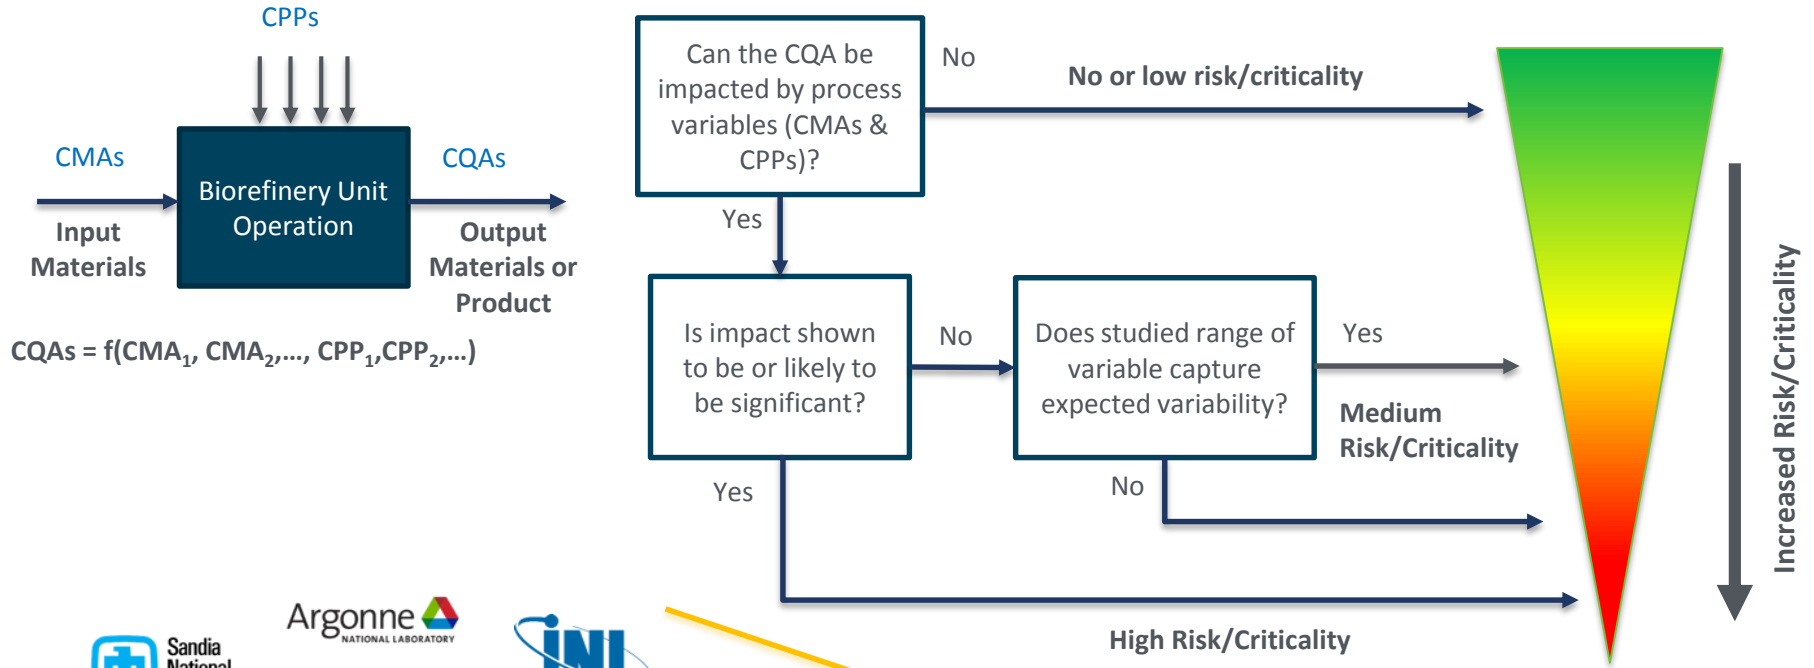 CPPs
CMAs
CQAs
Biorefinery Unit
Operation
Input
Materials
Output
Materials or
Product
CQAs = f(CMA₁, CMA₂,..., CPP₁,CPP₂,...)
Can the CQA be
impacted by process
variables (CMAs &
CPPs)?
No
No or low risk/criticality
Yes
Is impact shown
to be or likely to
be significant?
No
Does studied range of
variable capture
expected variability?
Yes
Medium
Risk/Criticality
Yes
No
High Risk/Criticality
Increased Risk/Criticality
Argonne
NATIONAL LABORATORY
Sandia
National
INL